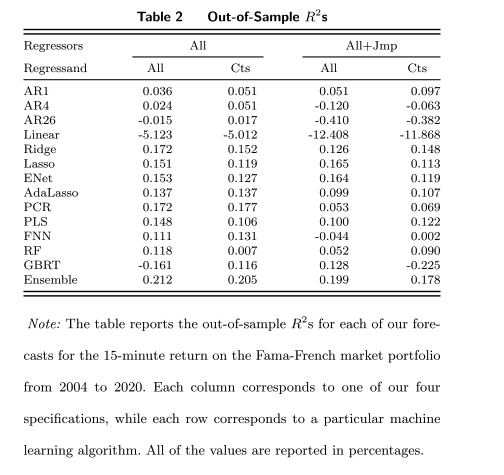 Table 2 Out-of-Sample R²s
Regressors All All+Jmp
Regressand All Cts All Cts
AR1 0.036 0.051 0.051 0.097
AR4 0.024 0.051 -0.120 -0.063
AR26 -0.015 0.017 -0.410 -0.382
Linear -5.123 -5.012 -12.408 -11.868
Ridge 0.172 0.152 0.126 0.148
Lasso 0.151 0.119 0.165 0.113
ENet 0.153 0.127 0.164 0.119
AdaLasso 0.137 0.137 0.099 0.107
PCR 0.172 0.177 0.053 0.069
PLS 0.148 0.106 0.100 0.122
FNN 0.111 0.131 -0.044 0.002
RF 0.118 0.007 0.052 0.090
GBRT -0.161 0.116 0.128 -0.225
Ensemble 0.212 0.205 0.199 0.178
Note: The table reports the out-of-sample R²s for each of our fore-
casts for the 15-minute return on the Fama-French market portfolio
from 2004 to 2020. Each column corresponds to one of our four
specifications, while each row corresponds to a particular machine
learning algorithm. All of the values are reported in percentages.